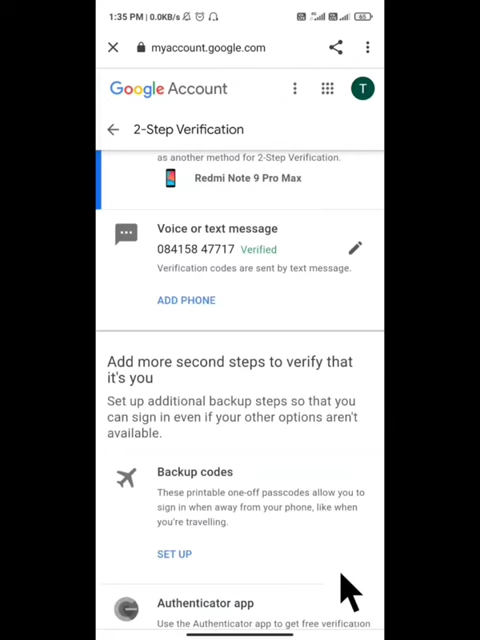 1:35 PM | 0.0KB/s
65
myaccount.google.com
Google Account
T
2-Step Verification
as another method for 2-Step Verification.
Redmi Note 9 Pro Max
Voice or text message
084158 47717 Verified
Verification codes are sent by text message.
ADD PHONE
Add more second steps to verify that
it's you
Set up additional backup steps so that you
can sign in even if your other options aren't
available.
Backup codes
These printable one-off passcodes allow you to
sign in when away from your phone, like when
you're travelling.
SET UP
Authenticator app
Use the Authenticator app to get free verification